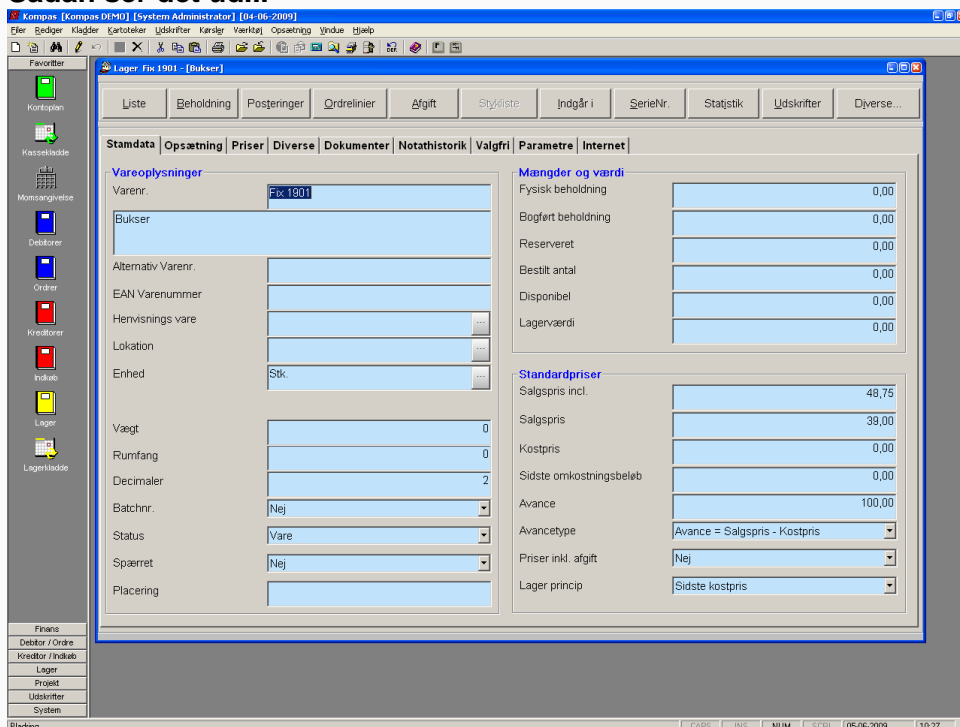 Sådan ser det ud...
Kompas [Kompas DEMO] [System Administrator] [04-06-2009]
Filer Rediger Kladder Kartoteker Udskrifter Kørsler Værktøj Opsætning Vindue Hjælp
Favoritter
Kontoplan
Kassekladde
Momsangivelse
Debitorer
Ordrer
Kreditorer
Indkøb
Lager
Lagerkladde
Finans
Debitor / Ordre
Kreditor / Indkøb
Lager
Projekt
Udskrifter
System
Lager Fix 1901 - [Bukser]
Liste Beholdning Posteringer Ordrelinier Afgift Stykliste Indgår i SerieNr. Statistik Udskrifter Diverse...
Stamdata Opsætning Priser Diverse Dokumenter Notathistorik Valgfri Parametre Internet
Vareoplysninger
Varenr. Fix 1901
Bukser
Alternativ Varenr.
EAN Varenummer
Henvisnings vare ...
Lokation ...
Enhed Stk. ...
Vægt 0
Rumfang 0
Decimaler 2
Batchnr. Nej
Status Vare
Spærret Nej
Placering
Mængder og værdi
Fysisk beholdning 0,00
Bogført beholdning 0,00
Reserveret 0,00
Bestilt antal 0,00
Disponibel 0,00
Lagerværdi 0,00
Standardpriser
Salgspris incl. 48,75
Salgspris 39,00
Kostpris 0,00
Sidste omkostningsbeløb 0,00
Avance 100,00
Avancetype Avance = Salgspris - Kostpris
Priser inkl. afgift Nej
Lager princip Sidste kostpris
Bladring CAPS INS NUM SCRL 05-06-2009 10:27